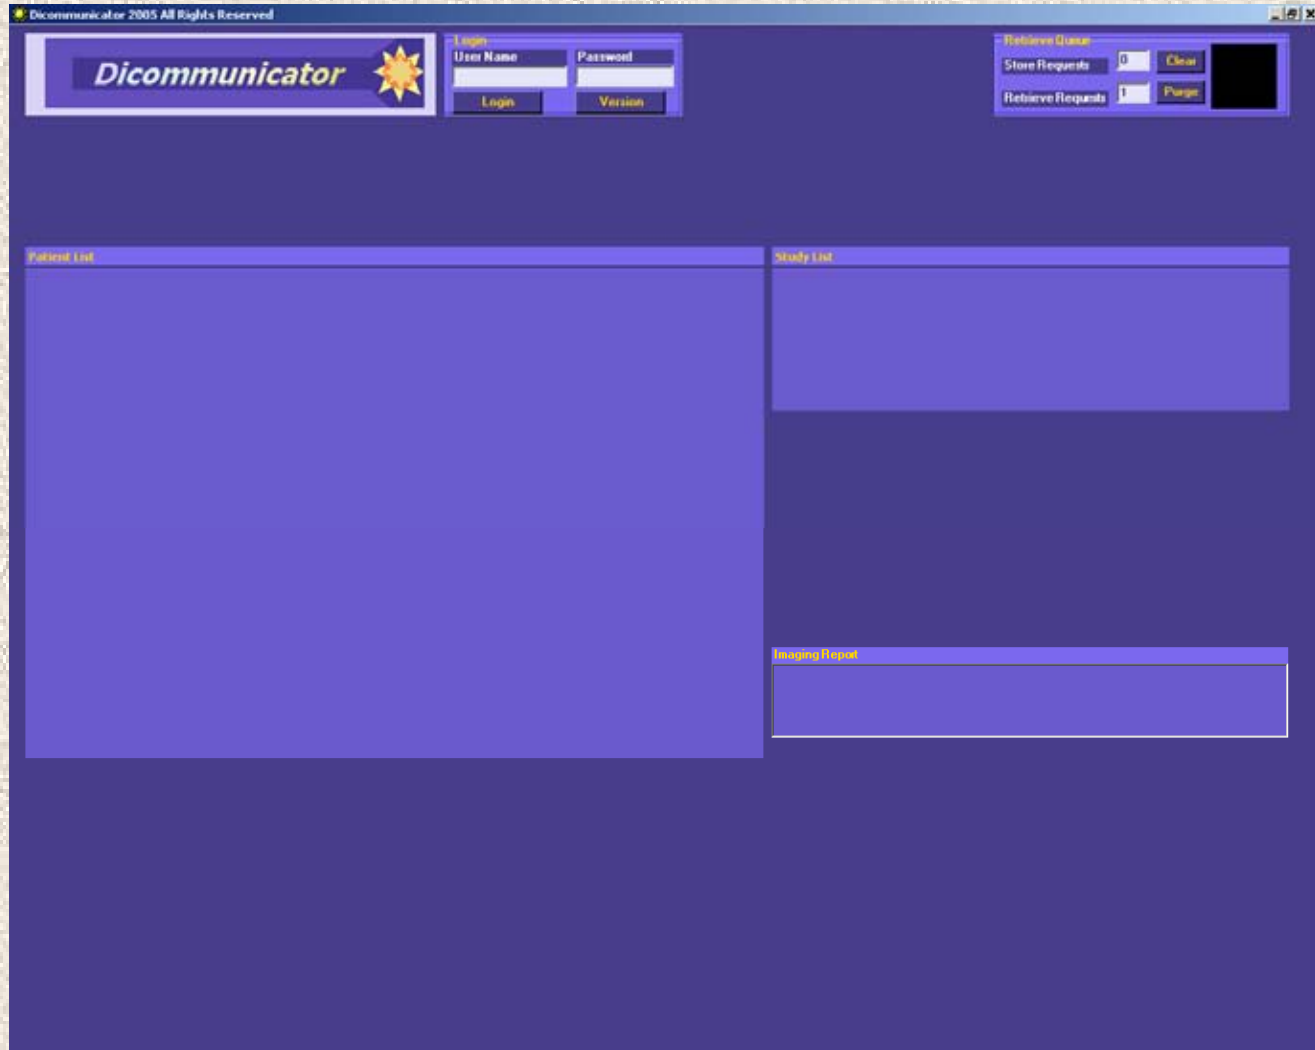 Dicommunicator 2005 All Rights Reserved
Dicommunicator
Login
User Name Password
Login Version
Retrieve Queue
Store Requests 0 Clear
Retrieve Requests 1 Purge
Patient List
Study List
Imaging Report